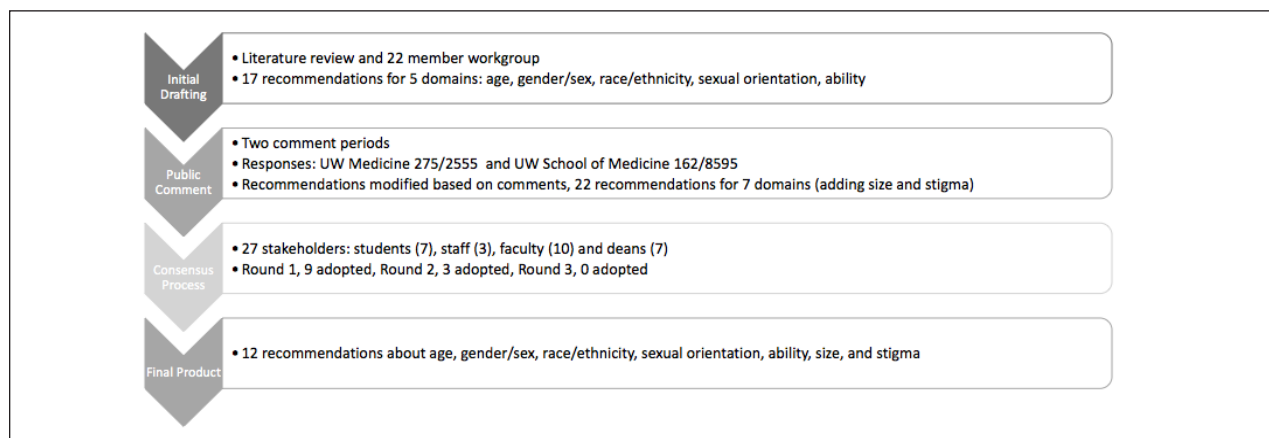 Initial
Drafting
• Literature review and 22 member workgroup
• 17 recommendations for 5 domains: age, gender/sex, race/ethnicity, sexual orientation, ability
Public
Comment
• Two comment periods
• Responses: UW Medicine 275/2555  and UW School of Medicine 162/8595
• Recommendations modified based on comments, 22 recommendations for 7 domains (adding size and stigma)
Consensus
Process
• 27 stakeholders: students (7), staff (3), faculty (10) and deans (7)
• Round 1, 9 adopted, Round 2, 3 adopted, Round 3, 0 adopted
Final Product
• 12 recommendations about age, gender/sex, race/ethnicity, sexual orientation, ability, size, and stigma